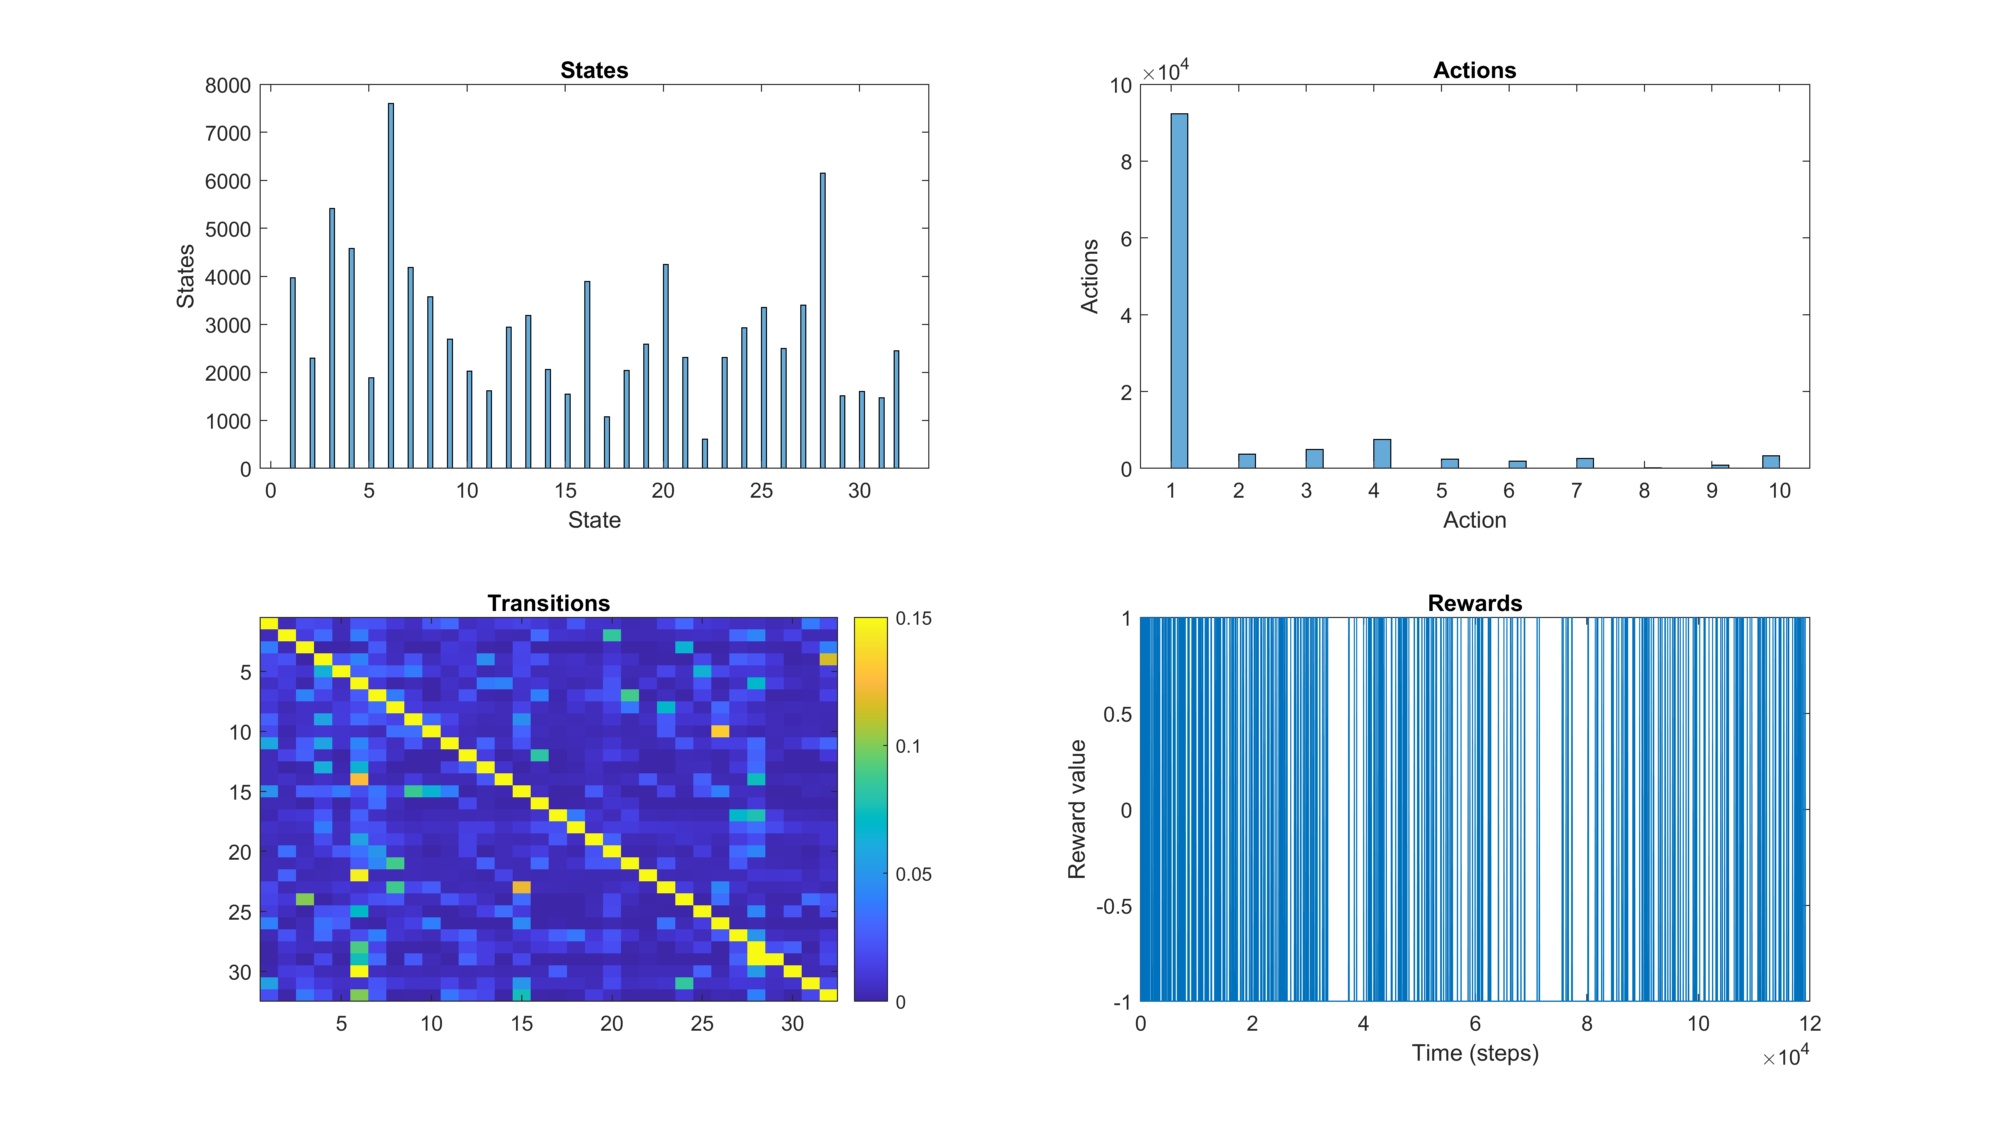 States
8000
7000
6000
5000
4000
3000
2000
1000
0
States
0 5 10 15 20 25 30
State
Actions
×10^4
10
8
6
4
2
0
Actions
1 2 3 4 5 6 7 8 9 10
Action
Transitions
5
10
15
20
25
30
5 10 15 20 25 30
0.15
0.1
0.05
0
Rewards
1
0.5
0
-0.5
-1
Reward value
0 2 4 6 8 10 12
Time (steps)
×10^4